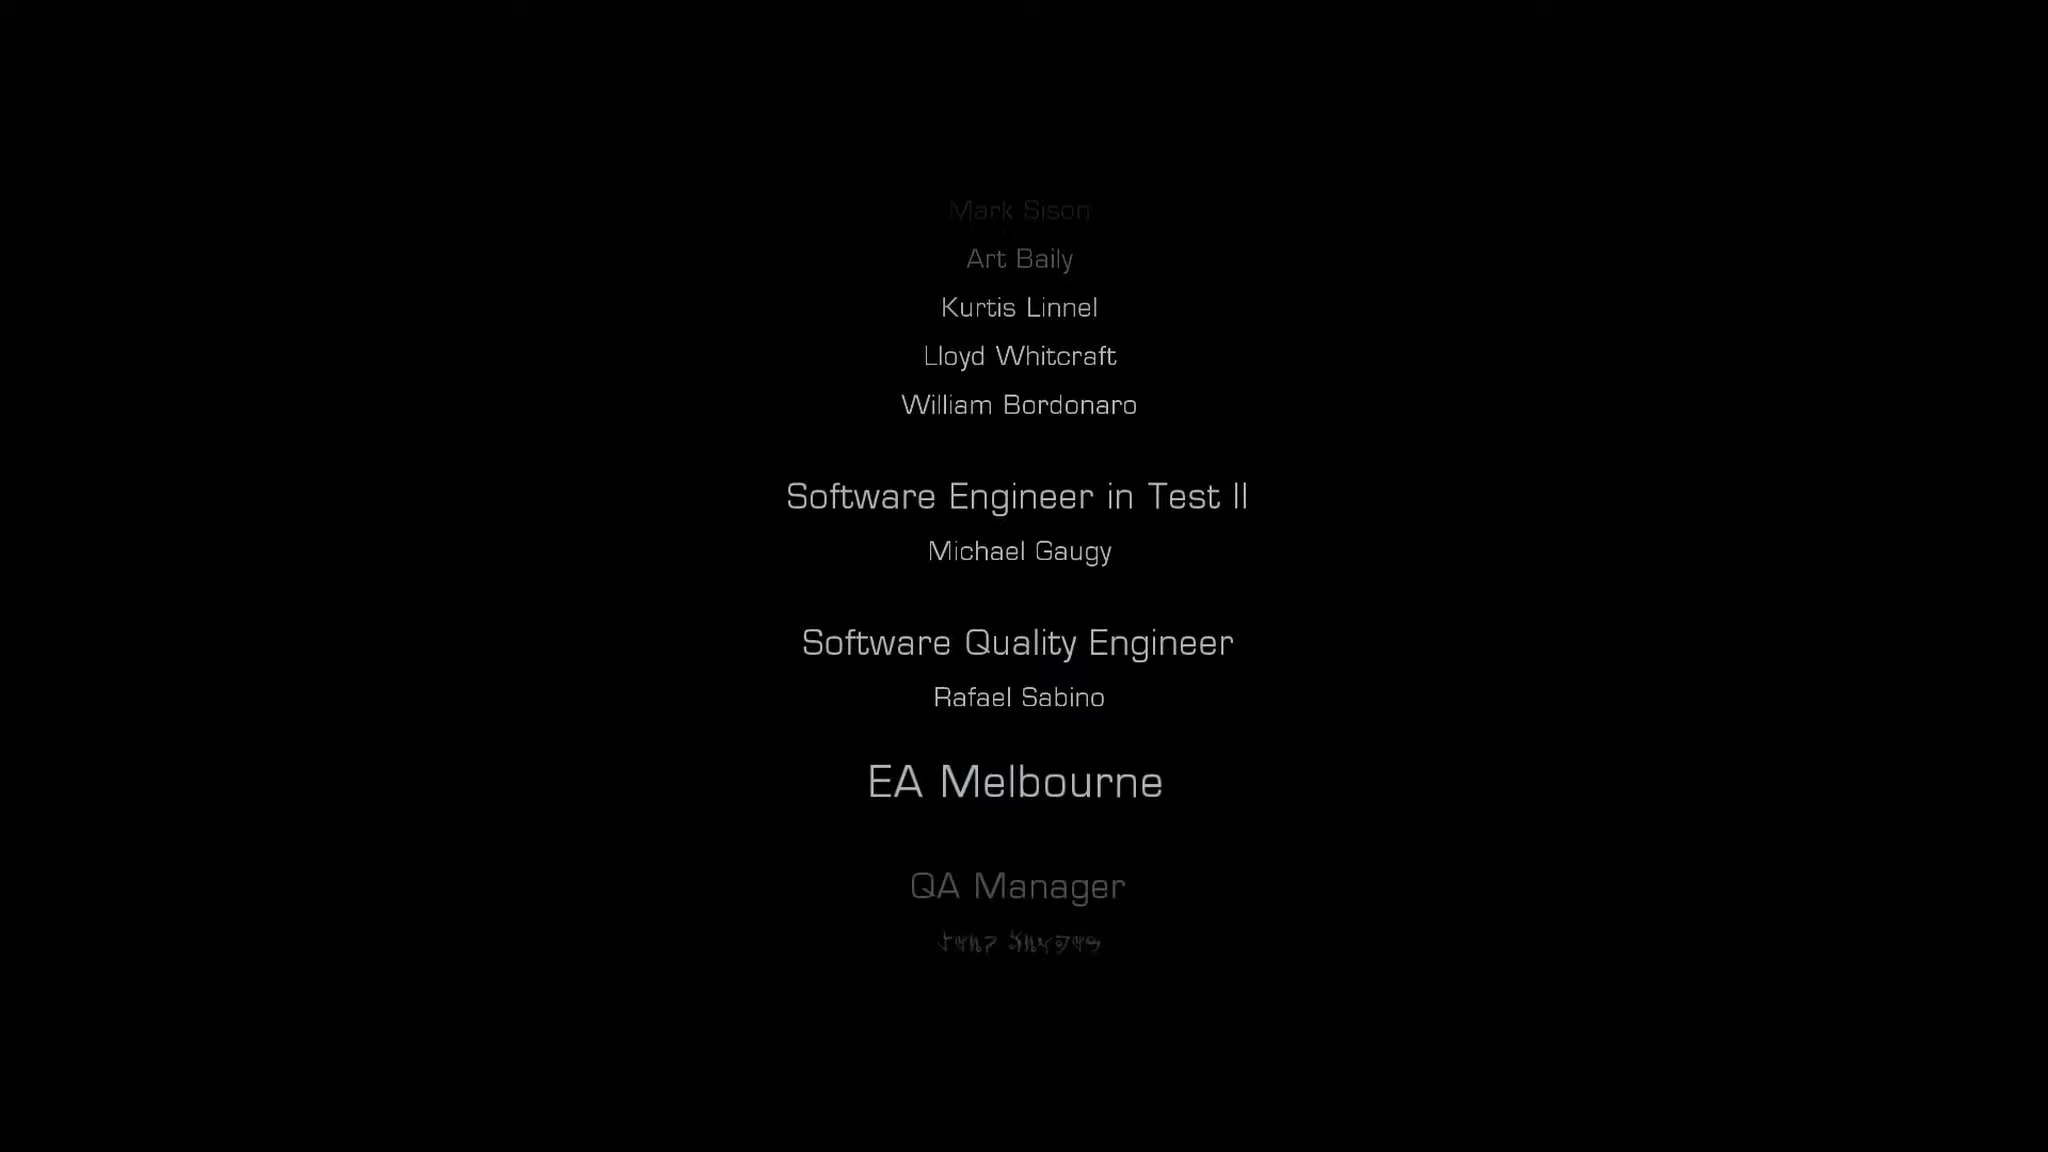 Mark Sison
Art Baily
Kurtis Linnel
Lloyd Whitcraft
William Bordonaro
Software Engineer in Test II
Michael Gaugy
Software Quality Engineer
Rafael Sabino
EA Melbourne
QA Manager